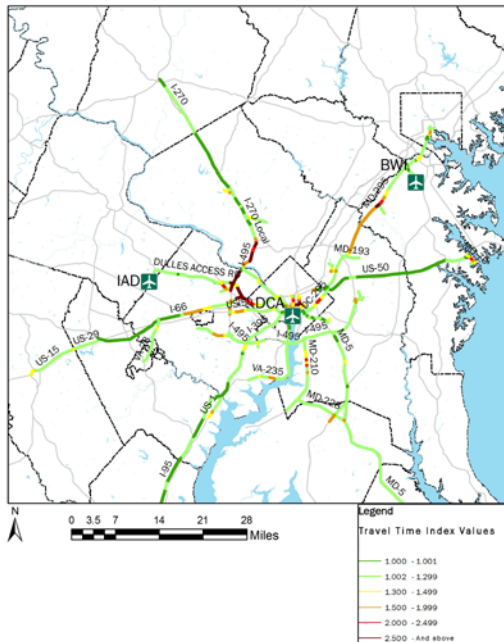 I-270
BWI
MD-295
I-270 Local
I-495
MD-193
DULLES ACCESS R
US-50
IAD
DCA
I-66
I-395
I-495
I-495
I-495
MD-5
US-29
US-15
MD-210
VA-235
MD-228
US-1
I-95
MD-5
N
0 3.5 7 14 21 28
Miles
Legend
Travel Time Index Values
1.000 - 1.001
1.002 - 1.299
1.300 - 1.499
1.500 - 1.999
2.000 - 2.499
2.500 - And above